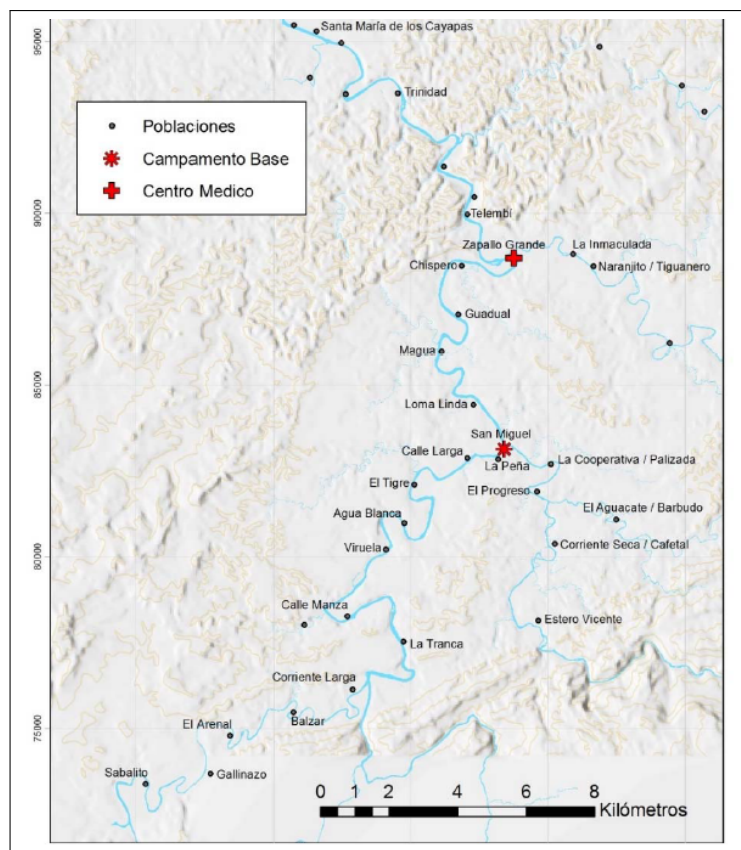 Santa María de los Cayapas
95000
Trinidad
Poblaciones
Campamento Base
Centro Medico
90000
Telembí
Zapallo Grande
La Inmaculada
Chispero
Naranjito / Tiguanero
Guadual
Magua
85000
Loma Linda
San Miguel
Calle Larga
La Peña
La Cooperativa / Palizada
El Tigre
El Progreso
El Aguacate / Barbudo
Agua Blanca
Viruela
Corriente Seca / Cafetal
80000
Calle Manza
Estero Vicente
La Tranca
Corriente Larga
Balzar
El Arenal
75000
Sabalito
Gallinazo
0 1 2 4 6 8
Kilómetros